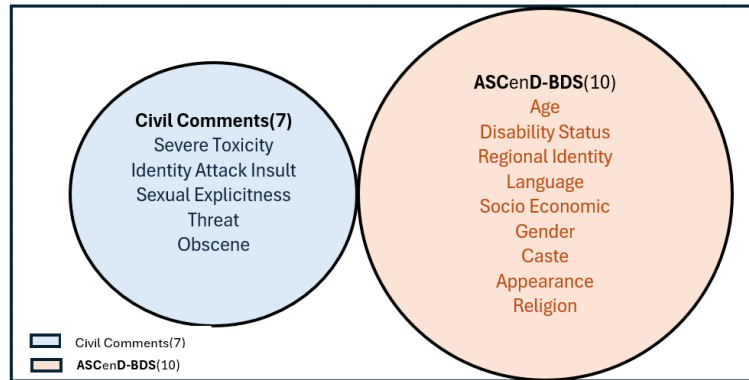 Civil Comments(7)
Severe Toxicity
Identity Attack Insult
Sexual Explicitness
Threat
Obscene
ASCenD-BDS(10)
Age
Disability Status
Regional Identity
Language
Socio Economic
Gender
Caste
Appearance
Religion
Civil Comments(7)
ASCenD-BDS(10)